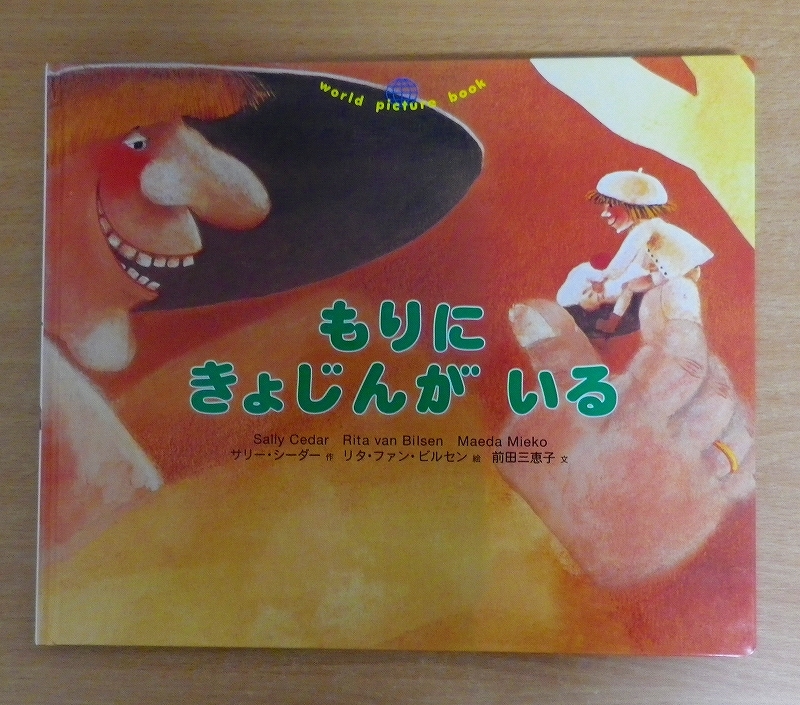 world picture book
もりに
きょじんが いる
Sally Cedar Rita van Bilsen Maeda Mieko
サリー・シーダー 作 リタ・ファン・ビルセン 絵 前田三恵子 文